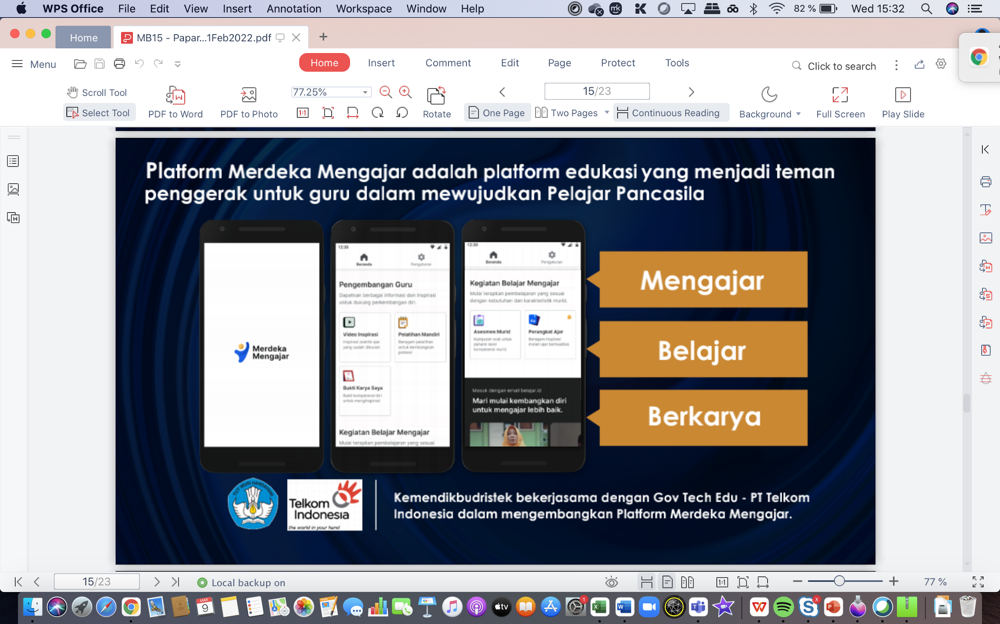 WPS Office File Edit View Insert Annotation Workspace Window Help 82 % Wed 15:32
Home MB15 - Papar...1Feb2022.pdf
Menu Home Insert Comment Edit Page Protect Tools Click to search
Scroll Tool 77.25% 15/23
Select Tool PDF to Word PDF to Photo Rotate One Page Two Pages Continuous Reading Background Full Screen Play Slide
Platform Merdeka Mengajar adalah platform edukasi yang menjadi teman
penggerak untuk guru dalam mewujudkan Pelajar Pancasila
Merdeka
Mengajar
12:30
Beranda Pengaturan
Pengembangan Guru
Dapatkan berbagai informasi dan inspirasi
untuk dukung perkembangan diri.
Video Inspirasi
Inspirasi praktik ajar
yang sudah dikurasi
Pelatihan Mandiri
Beragam pelatihan
untuk kembangkan
potensi
Bukti Karya Saya
Bukti kompetensi diri
untuk menginspirasi
Kegiatan Belajar Mengajar
Mulai terapkan pembelajaran yang sesuai
12:30
Beranda Pengaturan
Kegiatan Belajar Mengajar
Mulai terapkan pembelajaran yang sesuai
dengan kebutuhan dan karakteristik murid.
Asesmen Murid
Kumpulan soal untuk
pahami level
kompetensi murid
Perangkat Ajar
Beragam inspirasi
materi ajar berkualitas
Masuk dengan email belajar.id
Mari mulai kembangkan diri
untuk mengajar lebih baik.
Mengajar
Belajar
Berkarya
TUT WURI HANDAYANI
Telkom
Indonesia
the world in your hand
Kemendikbudristek bekerjasama dengan Gov Tech Edu - PT Telkom
Indonesia dalam mengembangkan Platform Merdeka Mengajar.
15/23 Local backup on 1:1 77 %
MAR
9
tv
1